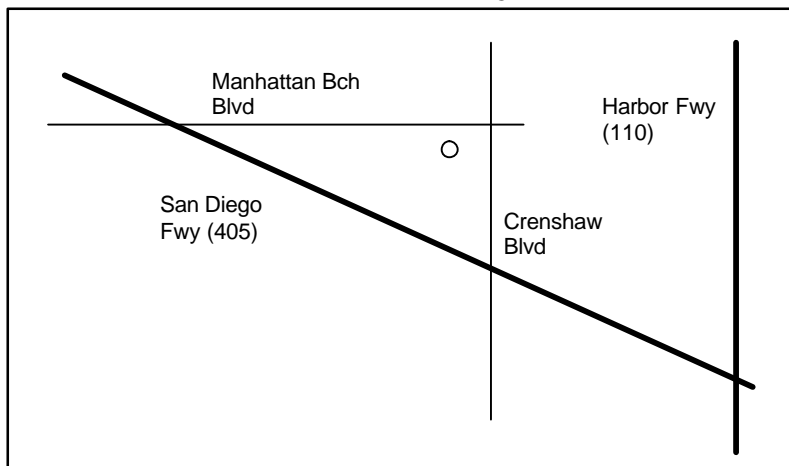 Manhattan Bch
Blvd
Harbor Fwy
(110)
San Diego
Fwy (405)
Crenshaw
Blvd